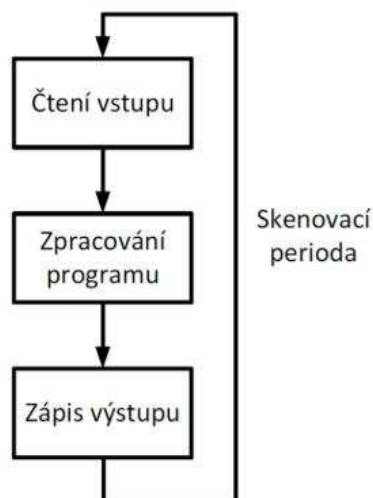 Čtení vstupu
Zpracování
programu
Zápis výstupu
Skenovací
perioda